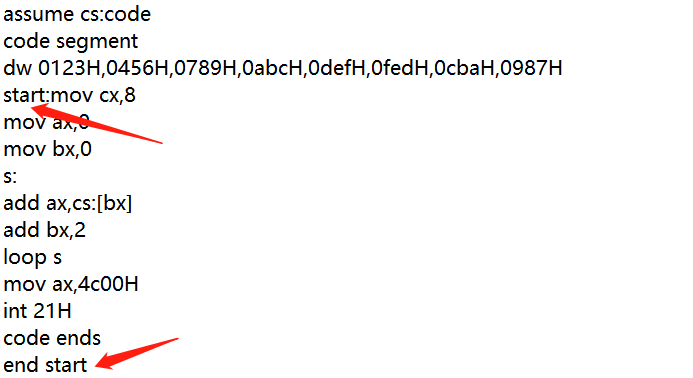 assume cs:code
code segment
dw 0123H,0456H,0789H,0abcH,0defH,0fedH,0cbaH,0987H
start:mov cx,8
mov ax,0
mov bx,0
s:
add ax,cs:[bx]
add bx,2
loop s
mov ax,4c00H
int 21H
code ends
end start